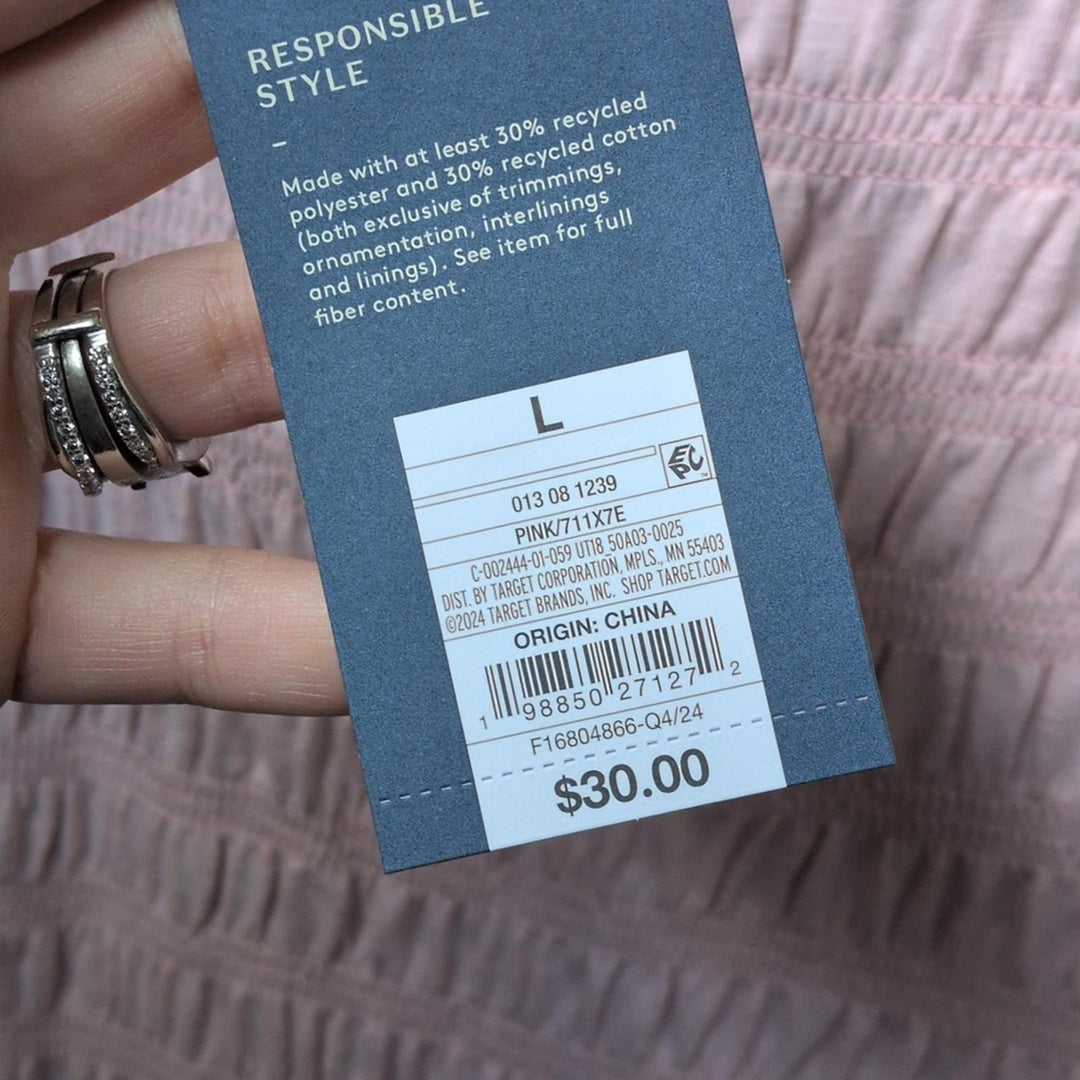 RESPONSIBLE
STYLE
–
Made with at least 30% recycled
polyester and 30% recycled cotton
(both exclusive of trimmings,
ornamentation, interlinings
and linings). See item for full
fiber content.
L
EPC™
013 08 1239
PINK/711X7E
C-002444-01-059 UT18_50A03-0025
DIST. BY TARGET CORPORATION, MPLS., MN 55403
©2024 TARGET BRANDS, INC. SHOP TARGET.COM
ORIGIN: CHINA
1 98850 27127 2
F16804866-Q4/24
$30.00